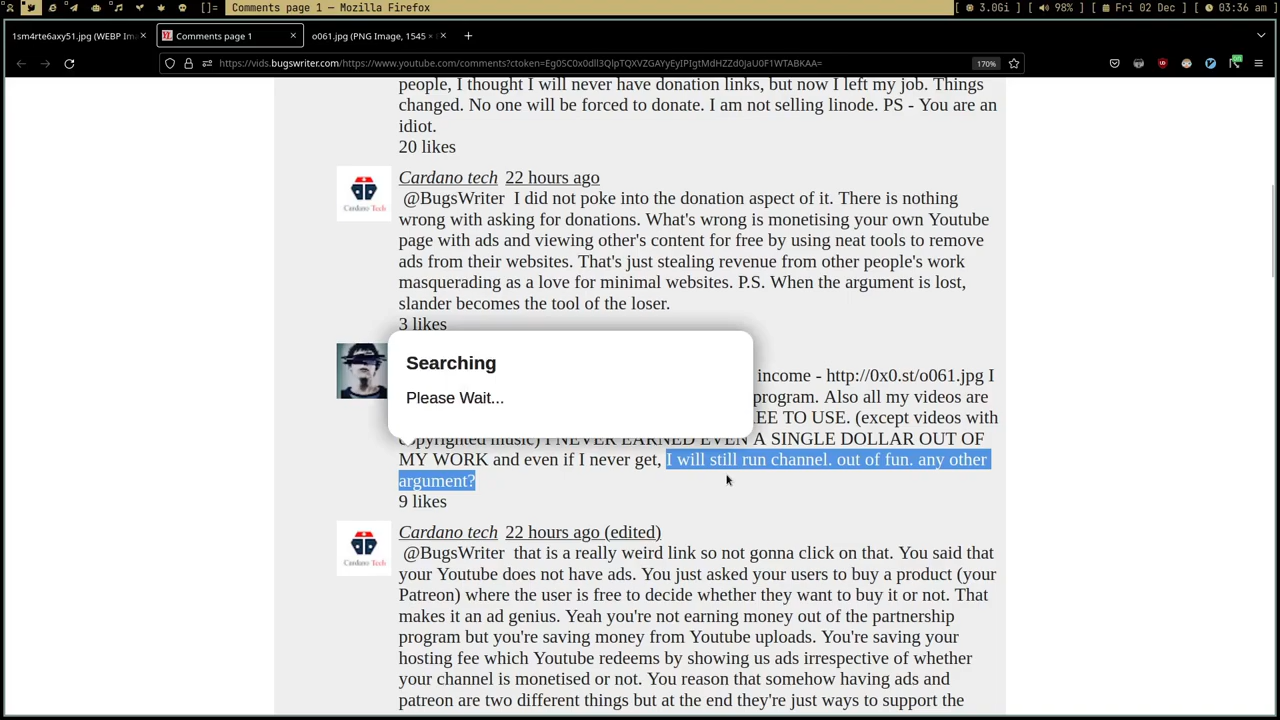 []= Comments page 1 — Mozilla Firefox [ 3.0Gi ] [ 98% ] [ Fri 02 Dec ] [ 03:36 am ]
1sm4rte6axy51.jpg (WEBP Im
Comments page 1
o061.jpg (PNG Image, 1545 ×
https://vids.bugswriter.com/https://www.youtube.com/comments?ctoken=Eg0SC0x0dll3QlpTQXVZGAYyEyIPIgtMdHZZd0JaU0F1WTABKAA=
170%
on
people, I thought I will never have donation links, but now I left my job. Things
changed. No one will be forced to donate. I am not selling linode. PS - You are an
idiot.
20 likes
Cardano tech 22 hours ago
@BugsWriter I did not poke into the donation aspect of it. There is nothing
wrong with asking for donations. What's wrong is monetising your own Youtube
page with ads and viewing other's content for free by using neat tools to remove
ads from their websites. That's just stealing revenue from other people's work
masquerading as a love for minimal websites. P.S. When the argument is lost,
slander becomes the tool of the loser.
3 likes
Cardano Tech
Searching
Please Wait...
income - http://0x0.st/o061.jpg I
program. Also all my videos are
EE TO USE. (except videos with
copyrighted music) I NEVER EARNED EVEN A SINGLE DOLLAR OUT OF
MY WORK and even if I never get, I will still run channel. out of fun. any other
argument?
9 likes
Cardano tech 22 hours ago (edited)
@BugsWriter that is a really weird link so not gonna click on that. You said that
your Youtube does not have ads. You just asked your users to buy a product (your
Patreon) where the user is free to decide whether they want to buy it or not. That
makes it an ad genius. Yeah you're not earning money out of the partnership
program but you're saving money from Youtube uploads. You're saving your
hosting fee which Youtube redeems by showing us ads irrespective of whether
your channel is monetised or not. You reason that somehow having ads and
patreon are two different things but at the end they're just ways to support the
Cardano Tech